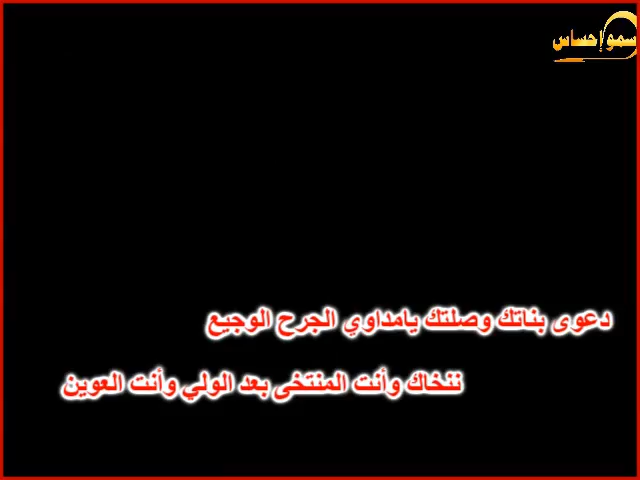 سمو إحساس
دعوى بناتك وصلتك يامداوي الجرح الوجيع
ننخاك وأنت المنتخى بعد الولي وأنت العوين